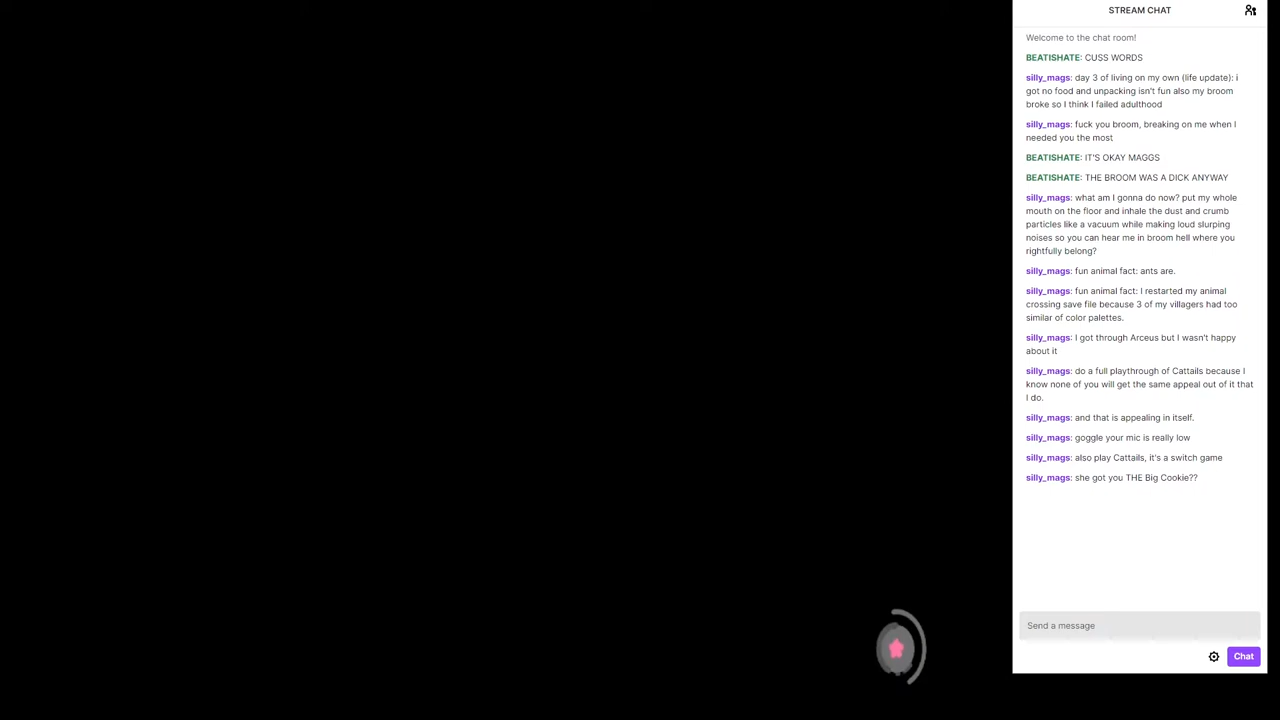 STREAM CHAT
Welcome to the chat room!
BEATISHATE: CUSS WORDS
silly_mags: day 3 of living on my own (life update): i
got no food and unpacking isn't fun also my broom
broke so I think I failed adulthood
silly_mags: fuck you broom, breaking on me when I
needed you the most
BEATISHATE: IT'S OKAY MAGGS
BEATISHATE: THE BROOM WAS A DICK ANYWAY
silly_mags: what am I gonna do now? put my whole
mouth on the floor and inhale the dust and crumb
particles like a vacuum while making loud slurping
noises so you can hear me in broom hell where you
rightfully belong?
silly_mags: fun animal fact: ants are.
silly_mags: fun animal fact: I restarted my animal
crossing save file because 3 of my villagers had too
similar of color palettes.
silly_mags: I got through Arceus but I wasn't happy
about it
silly_mags: do a full playthrough of Cattails because I
know none of you will get the same appeal out of it that
I do.
silly_mags: and that is appealing in itself.
silly_mags: goggle your mic is really low
silly_mags: also play Cattails, it's a switch game
silly_mags: she got you THE Big Cookie??
Send a message
Chat